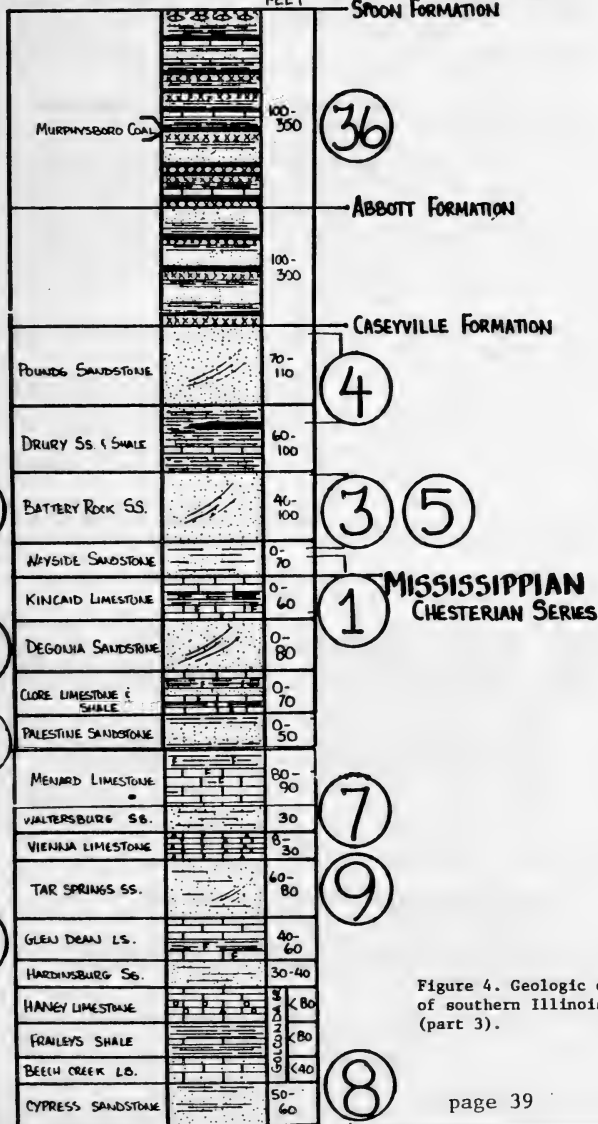 FEET
SPOON FORMATION
MURPHYSBORO COAL
100-
350
36
ABBOTT FORMATION
100-
300
CASEYVILLE FORMATION
POUNDS SANDSTONE
70-
110
4
DRURY SS. & SHALE
60-
100
BATTERY ROCK SS.
40-
100
3
5
WAYSIDE SANDSTONE
0-
70
MISSISSIPPIAN
CHESTERIAN SERIES
KINCAID LIMESTONE
0-
60
1
DEGONIA SANDSTONE
0-
80
CLORE LIMESTONE &
SHALE
0-
70
PALESTINE SANDSTONE
0-
50
MENARD LIMESTONE
80-
90
7
WALTERSBURG SS.
30
VIENNA LIMESTONE
8-
30
TAR SPRINGS SS.
60-
80
9
GLEN DEAN LS.
40-
60
HARDINSBURG SS.
30-40
Figure 4. Geologic
of southern Illinoi
(part 3).
HANEY LIMESTONE
<80
FRAILEYS SHALE
<80
BEECH CREEK LS.
<40
CYPRESS SANDSTONE
50-
60
8
page 39